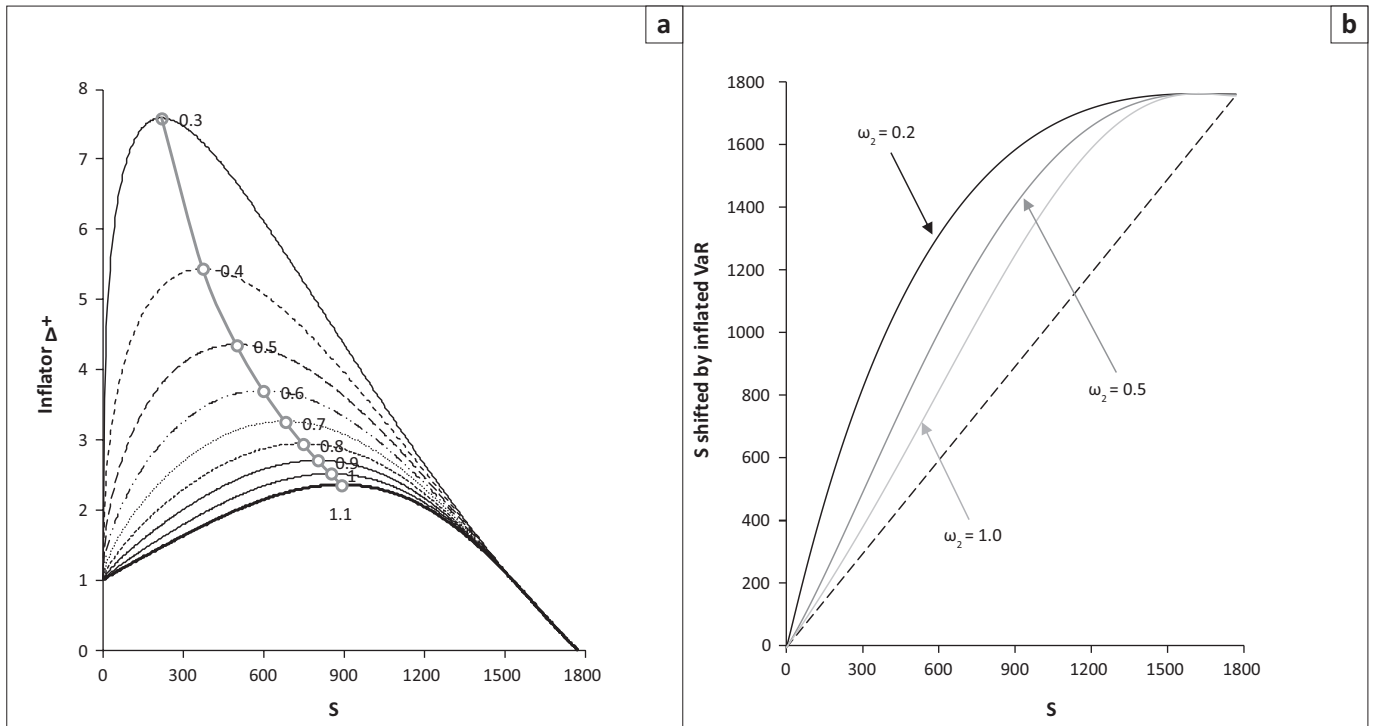 a
8
7
6
5
4
3
2
1
0
Inflator Δ+
0.3
0.4
0.5
0.6
0.7
0.8
0.9
1
1.1
0 300 600 900 1200 1500 1800
S
b
1800
1600
1400
1200
1000
800
600
400
200
0
S shifted by inflated VaR
ω2 = 0.2
ω2 = 0.5
ω2 = 1.0
0 300 600 900 1200 1500 1800
S